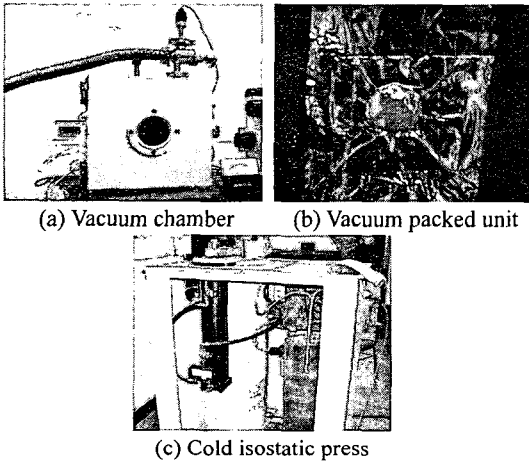 (a) Vacuum chamber
(b) Vacuum packed unit
(c) Cold isostatic press